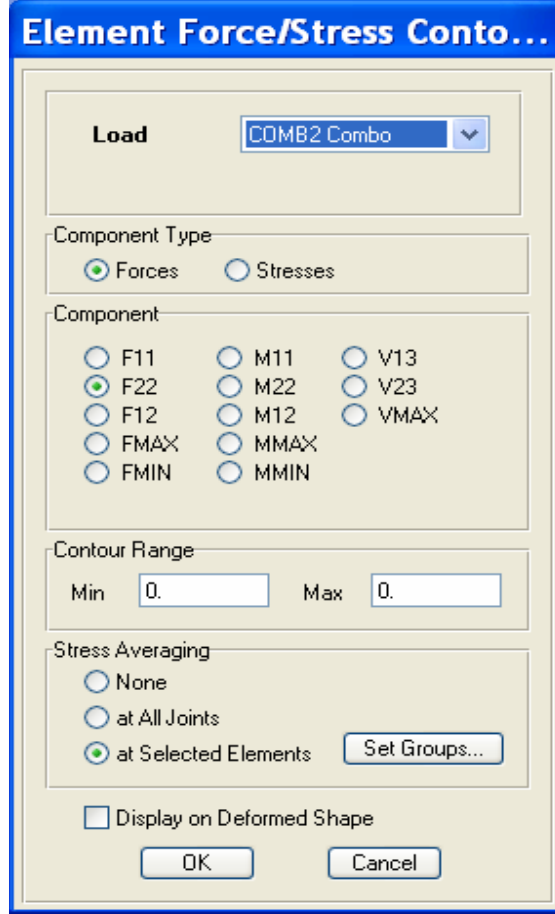 Element Force/Stress Conto...
Load COMB2 Combo
Component Type
Forces Stresses
Component
F11 M11 V13
F22 M22 V23
F12 M12 VMAX
FMAX MMAX
FMIN MMIN
Contour Range
Min 0. Max 0.
Stress Averaging
None
at All Joints
at Selected Elements Set Groups...
Display on Deformed Shape
OK Cancel